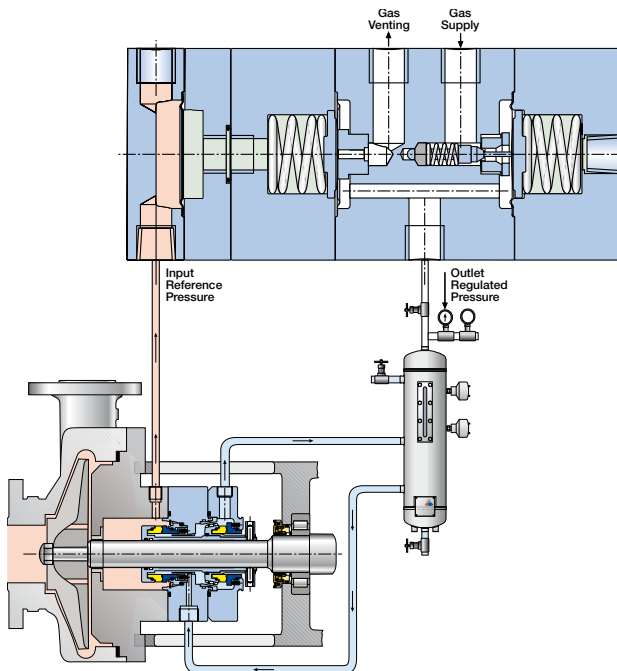 Gas
Venting
Gas
Supply
Input
Reference
Pressure
Outlet
Regulated
Pressure